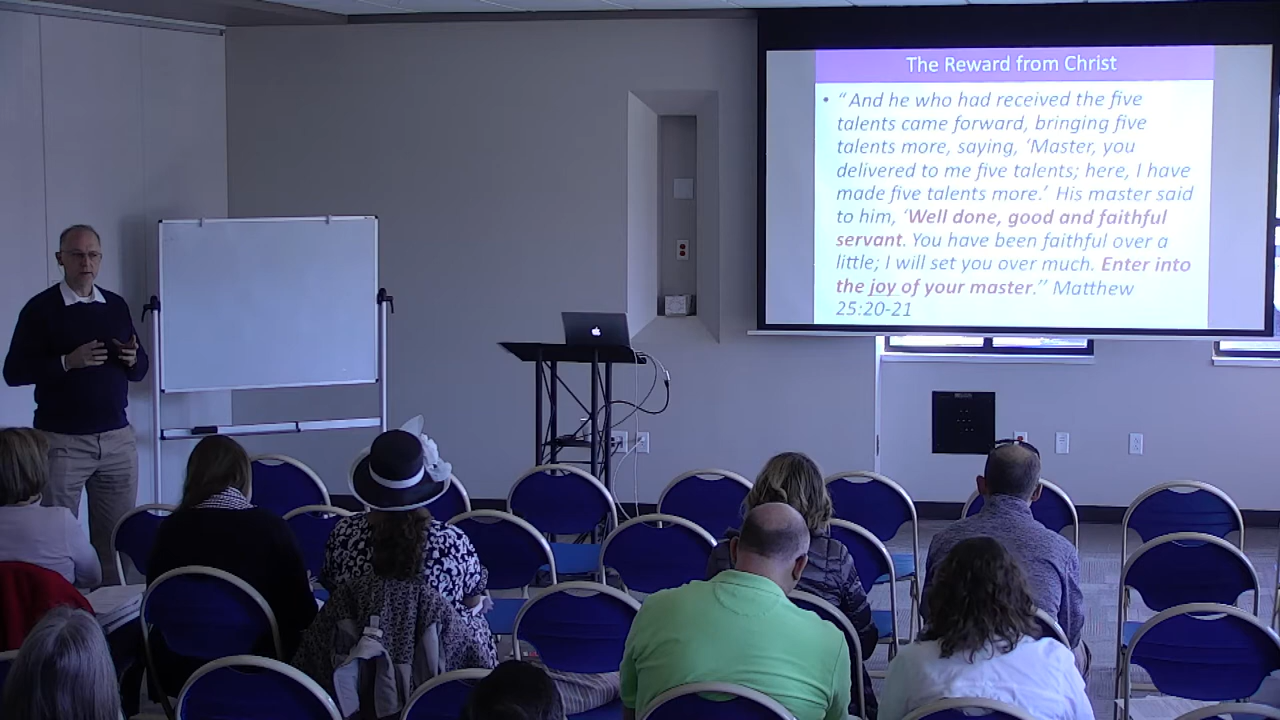 The Reward from Christ
• “And he who had received the five
talents came forward, bringing five
talents more, saying, ‘Master, you
delivered to me five talents; here, I have
made five talents more.’ His master said
to him, ‘Well done, good and faithful
servant. You have been faithful over a
little; I will set you over much. Enter into
the joy of your master.’’ Matthew
25:20-21